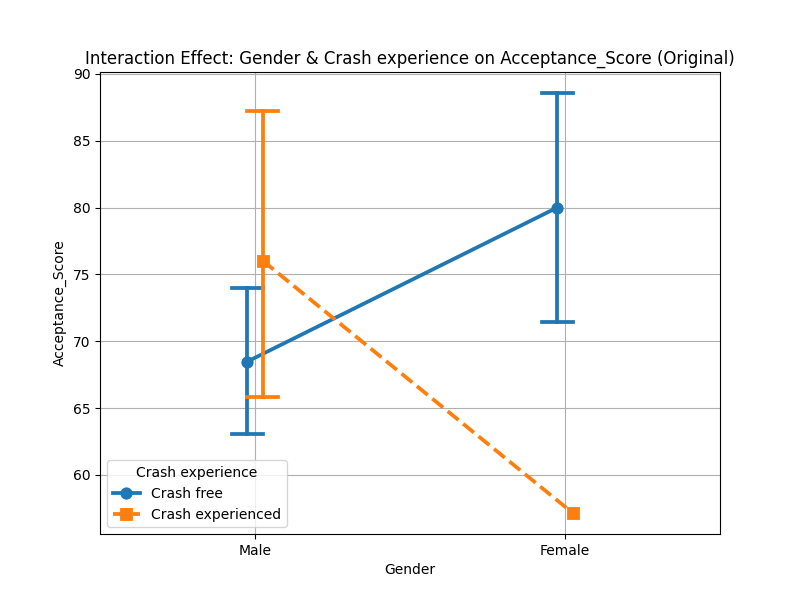 Interaction Effect: Gender & Crash experience on Acceptance_Score (Original)
90
85
80
75
70
65
60
Acceptance_Score
Crash experience
Crash free
Crash experienced
Male
Female
Gender